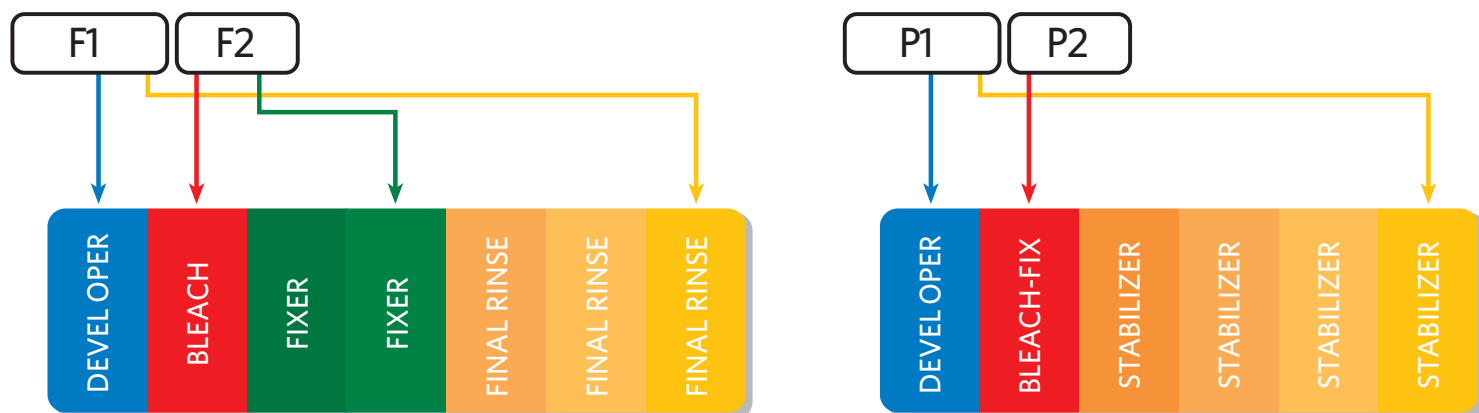 F1
F2
P1
P2
DEVEL OPER
BLEACH
FIXER
FIXER
FINAL RINSE
FINAL RINSE
FINAL RINSE
DEVEL OPER
BLEACH-FIX
STABILIZER
STABILIZER
STABILIZER
STABILIZER